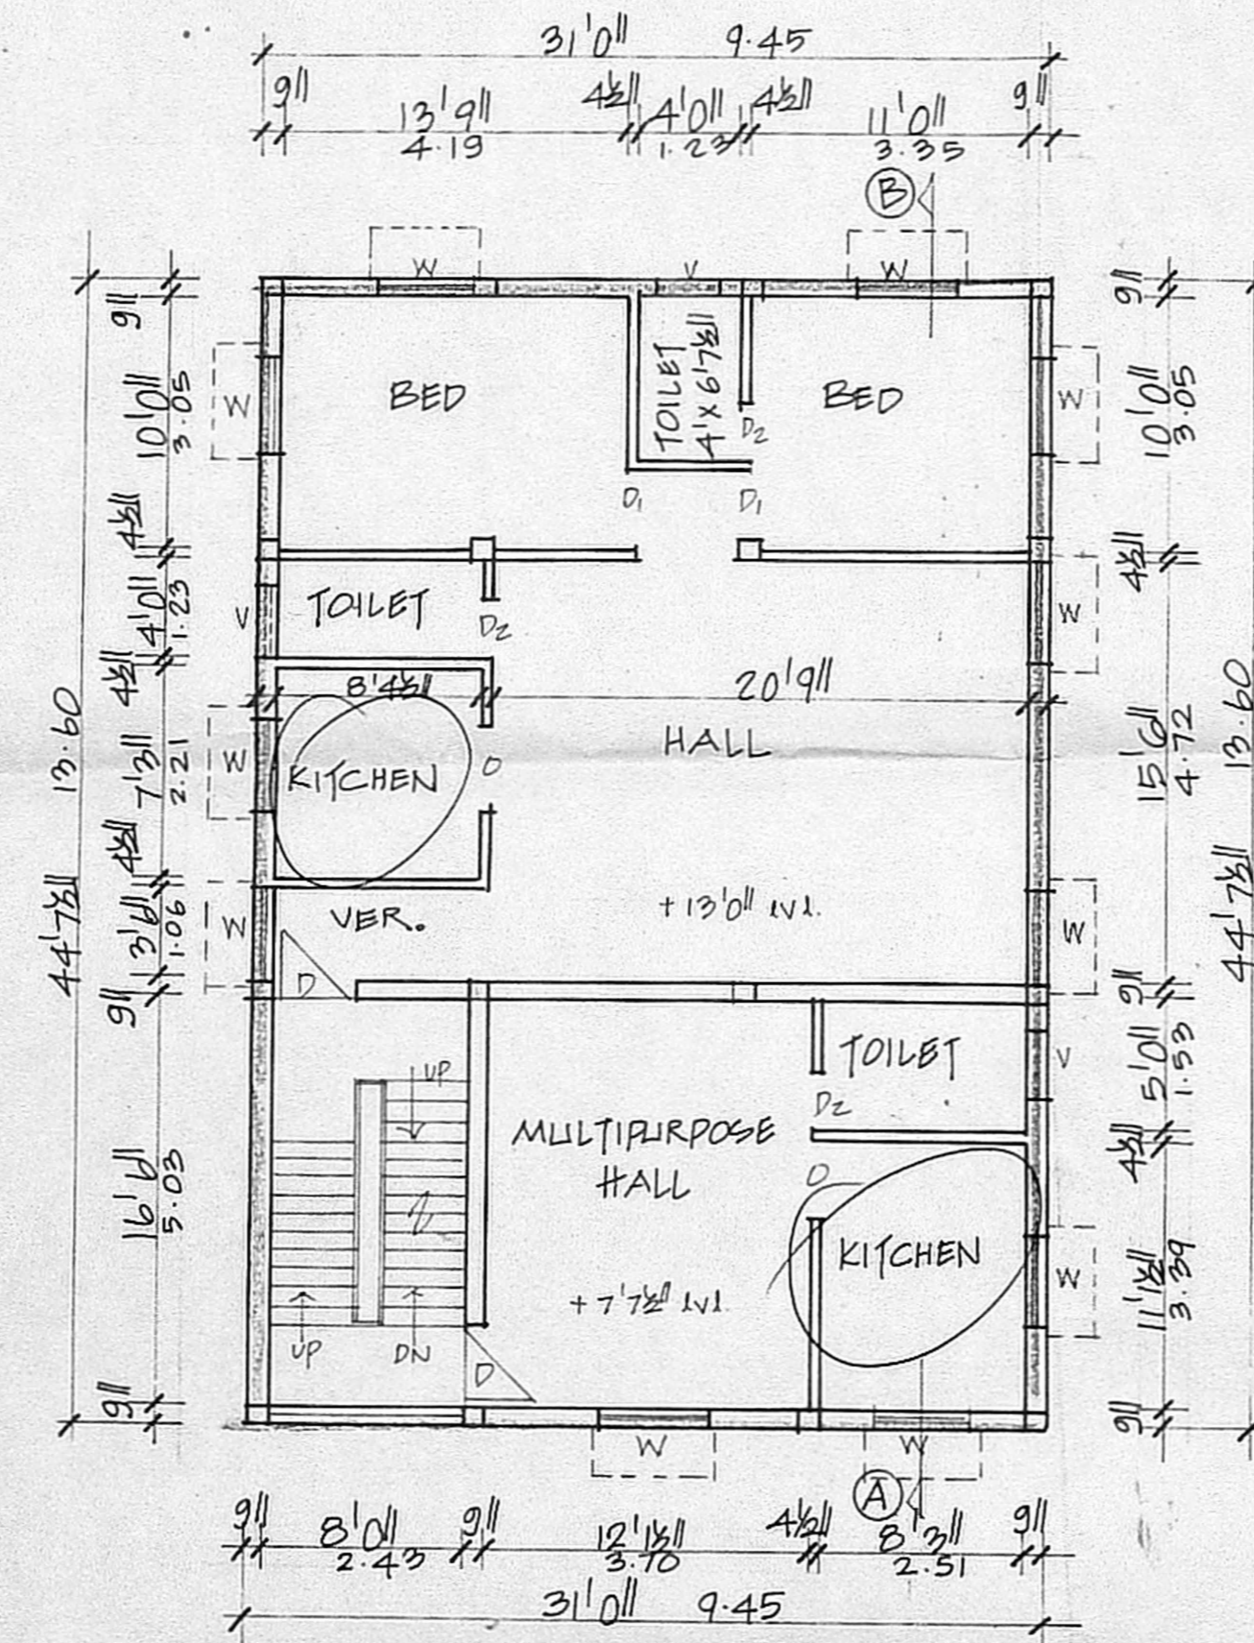 31'0" 9.45
9" 13'9" 4½" 4'0" 4½" 11'0" 9"
4.19 1.23 3.35
B
W V W
9" 9"
W BED TOILET 4'X6'7½" BED W
10'0" 3.05 D2 10'0" 3.05
D1 D1
4½" 4½"
V TOILET D2 W
4'0" 1.23
4½" 8'4½" 20'9"
13.60 HALL 13.60
7'3" 2.21 W KITCHEN O 15'6" 4.72
4½"
44'7½" 44'7½"
3'6" 1.06 W VER. +13'0" lvl. W
D
9" 9"
TOILET V 5'0" 1.53
UP
D2
MULTIPURPOSE 4½"
HALL O
16'6" 5.03
KITCHEN
W 11'1½" 3.39
+7'7½" lvl.
UP DN
D
9" 9"
W W
A
9" 8'0" 9" 12'1½" 4½" 8'3" 9"
2.43 3.70 2.51
31'0" 9.45